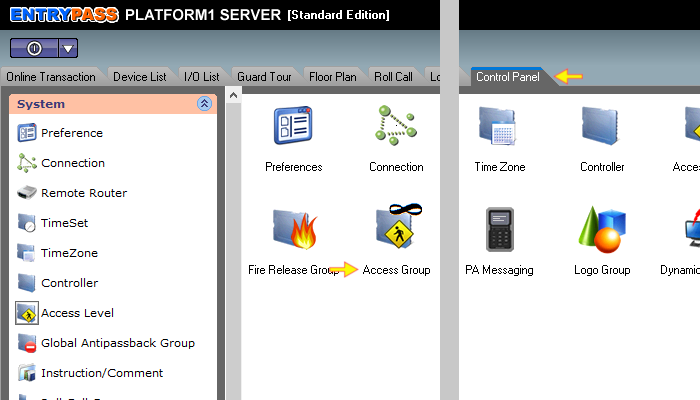 ENTRYPASS PLATFORM1 SERVER [Standard Edition]
Online Transaction Device List I/O List Guard Tour Floor Plan Roll Call Control Panel
System
Preference
Connection
Remote Router
TimeSet
TimeZone
Controller
Access Level
Global Antipassback Group
Instruction/Comment
Preferences Connection Time Zone Controller
Fire Release Group Access Group PA Messaging Logo Group Dynamic